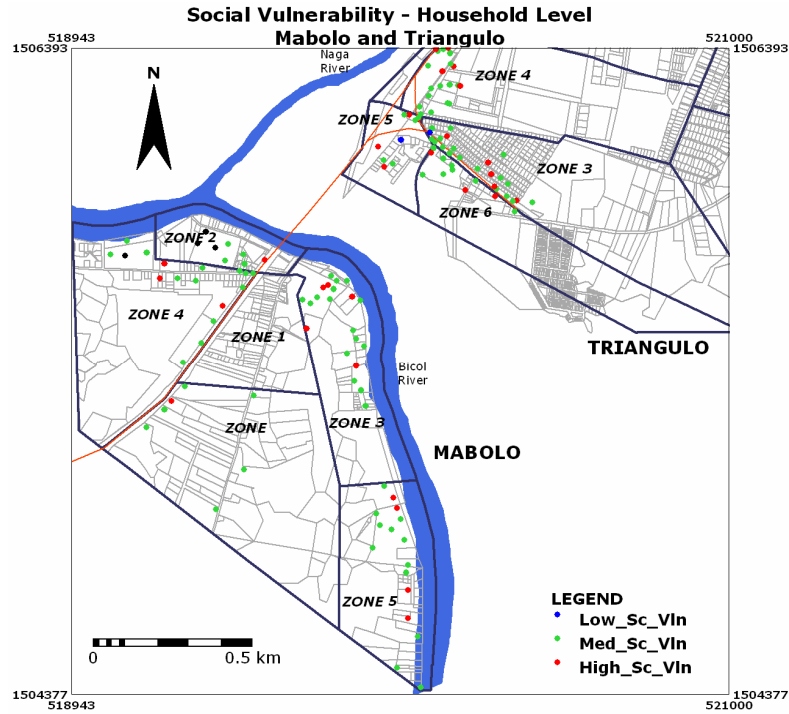 Social Vulnerability - Household Level
Mabolo and Triangulo
518943
521000
1506393
1506393
Naga
River
N
ZONE 4
ZONE 5
ZONE 3
ZONE 6
ZONE 2
ZONE 4
ZONE 1
TRIANGULO
Bicol
River
ZONE
ZONE 3
MABOLO
ZONE 5
LEGEND
Low_Sc_Vln
Med_Sc_Vln
High_Sc_Vln
0
0.5 km
1504377
1504377
518943
521000